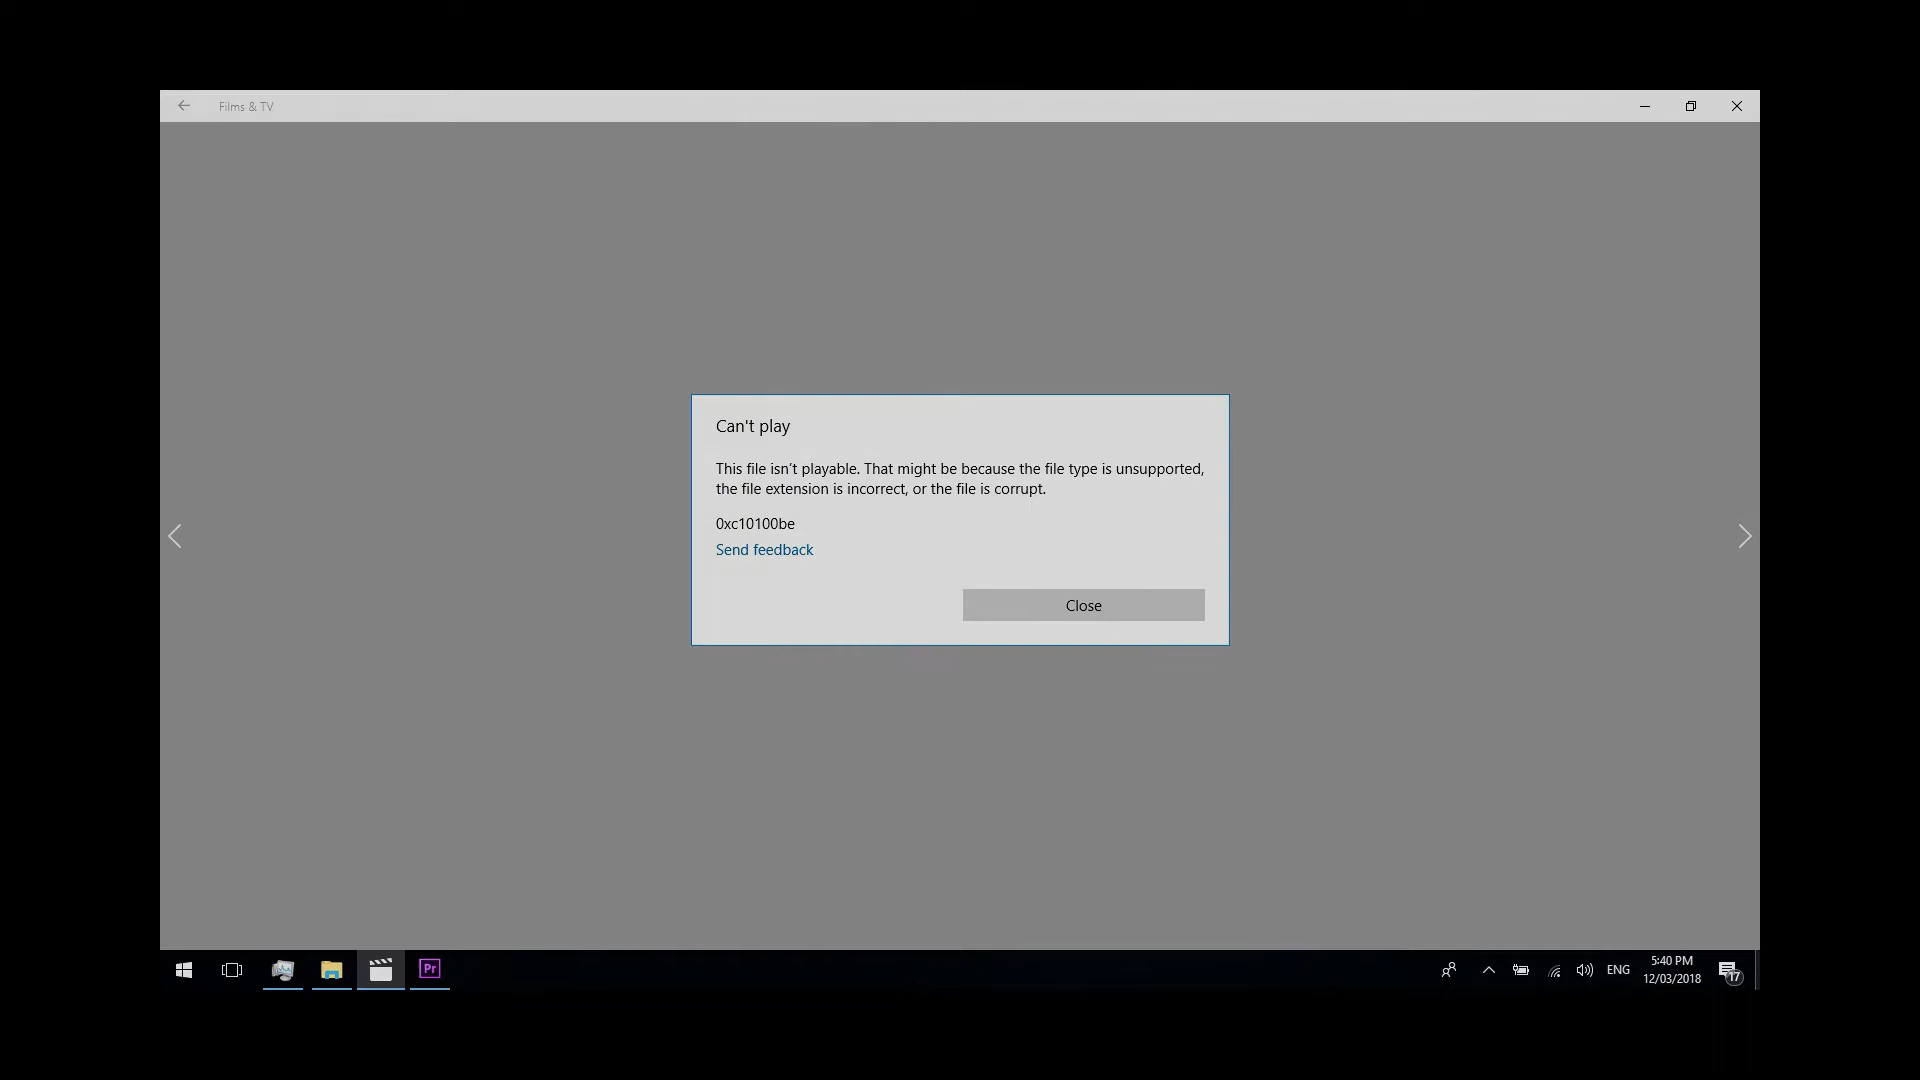 Films & TV
Can't play
This file isn’t playable. That might be because the file type is unsupported,
the file extension is incorrect, or the file is corrupt.
0xc10100be
Send feedback
Close
Pr
ENG
5:40 PM
12/03/2018
17